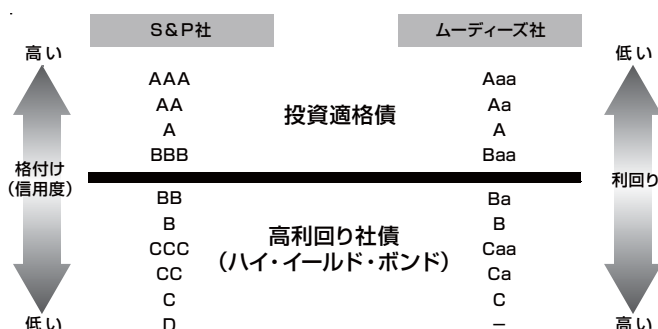 S&P社 ムーディーズ社
高い 低い
AAA Aaa
AA 投資適格債 Aa
A A
BBB Baa
格付け
(信用度) 利回り
BB Ba
B B
高利回り社債
CCC Caa
(ハイ・イールド・ボンド)
CC Ca
C C
低い D − 高い